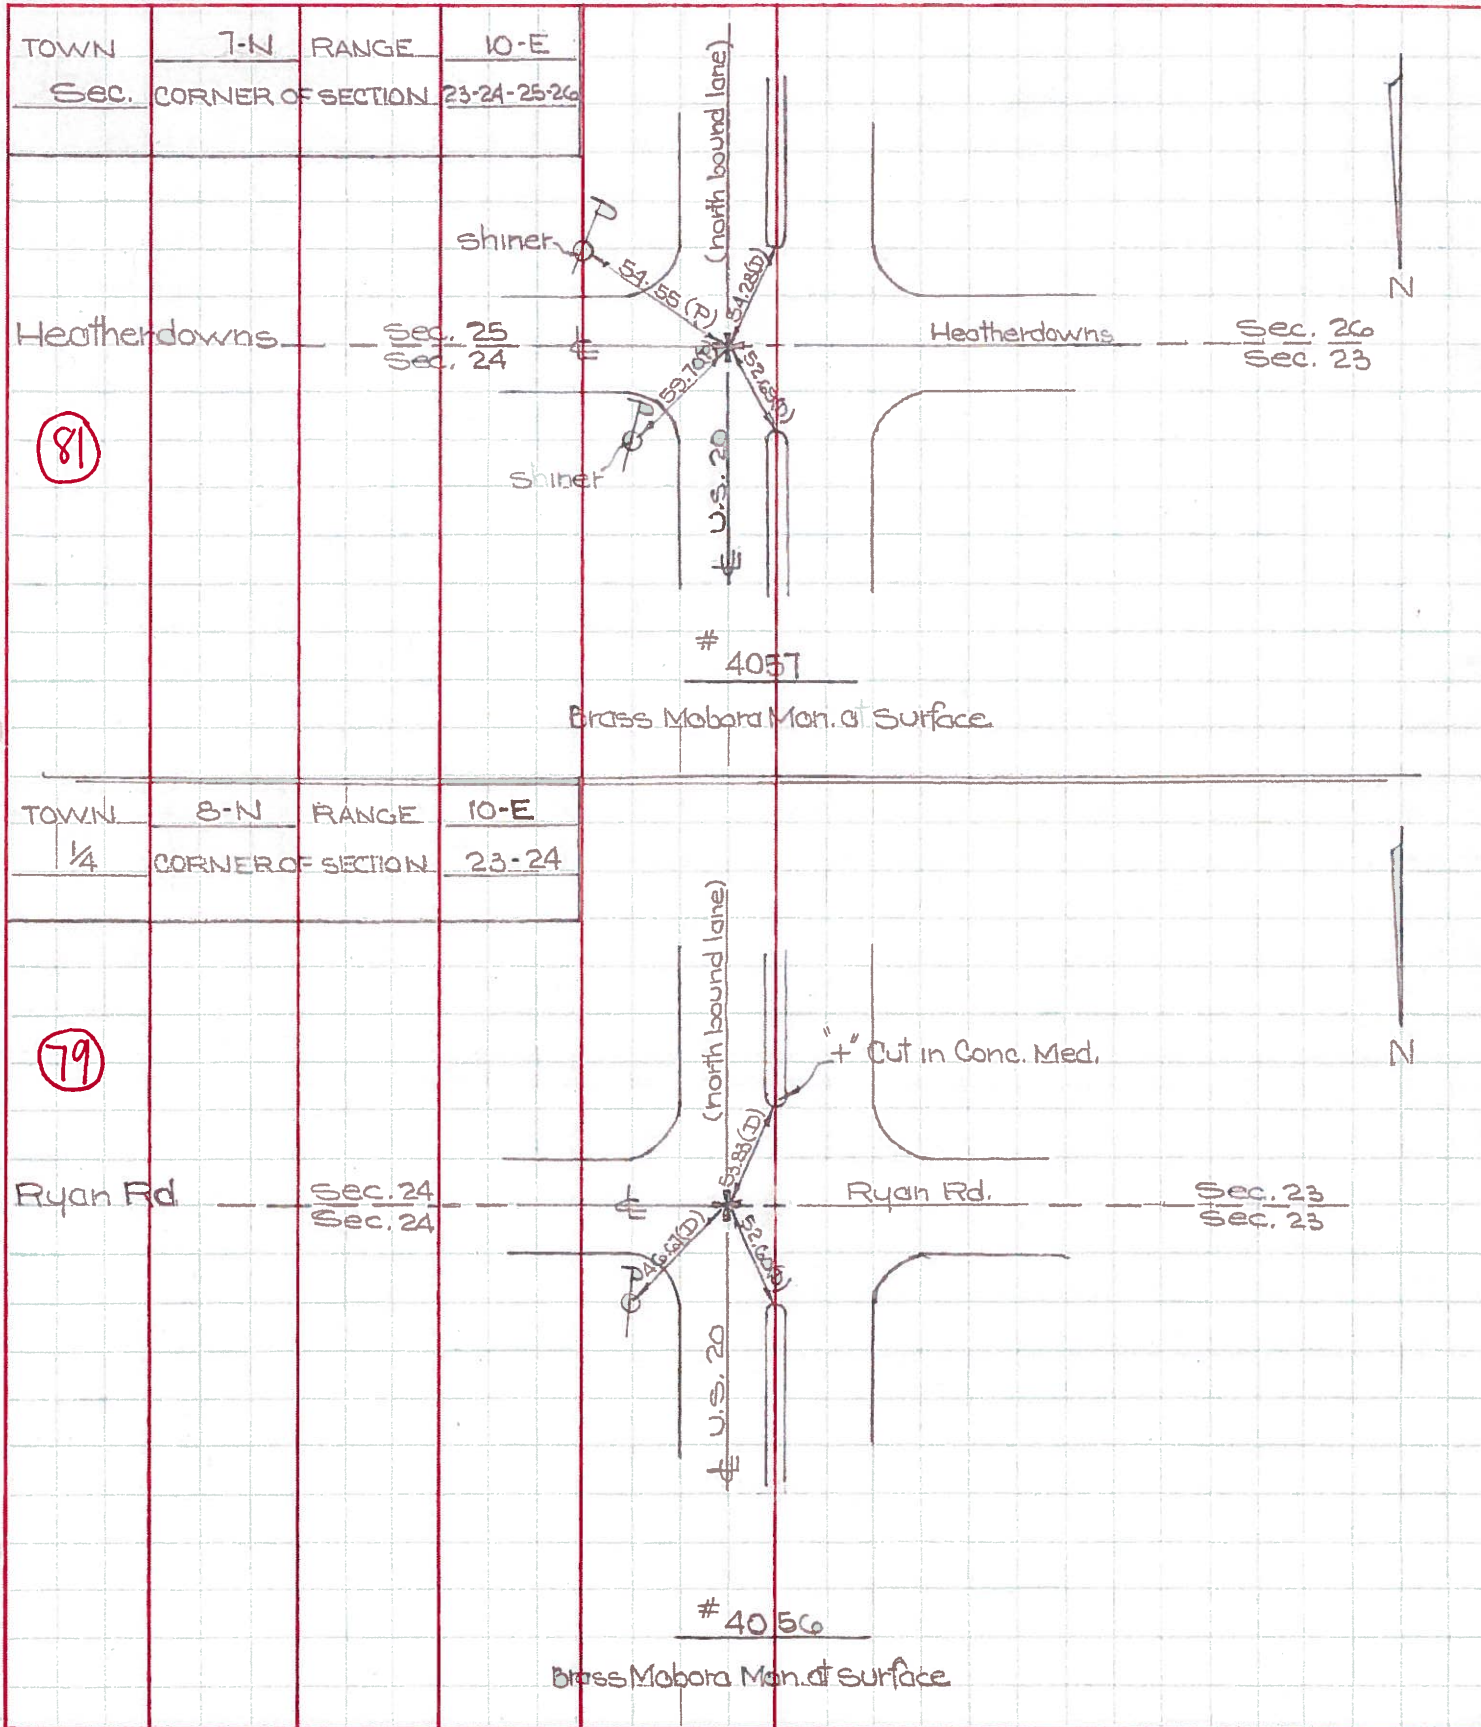 TOWN 7-N RANGE 10-E
Sec. CORNER OF SECTION 23-24-25-26
(north bound lane)
shiner
54.55 (P)
54.28(D)
N
Heatherdowns
Sec. 25
Sec. 24
℄
Heatherdowns
Sec. 26
Sec. 23
59.70
81
shiner
℄ U.S. 20
# 4057
Brass Mobora Mon. at Surface
TOWN 8-N RANGE 10-E
1/4 CORNER OF SECTION 23-24
(north bound lane)
79
"+" Cut in Conc. Med.
N
53.83(D)
Ryan Rd
Sec. 24
Sec. 24
℄
Ryan Rd.
Sec. 23
Sec. 23
46.67(D)
52.60
℄ U.S. 20
# 4056
Brass Mobora Mon. at surface